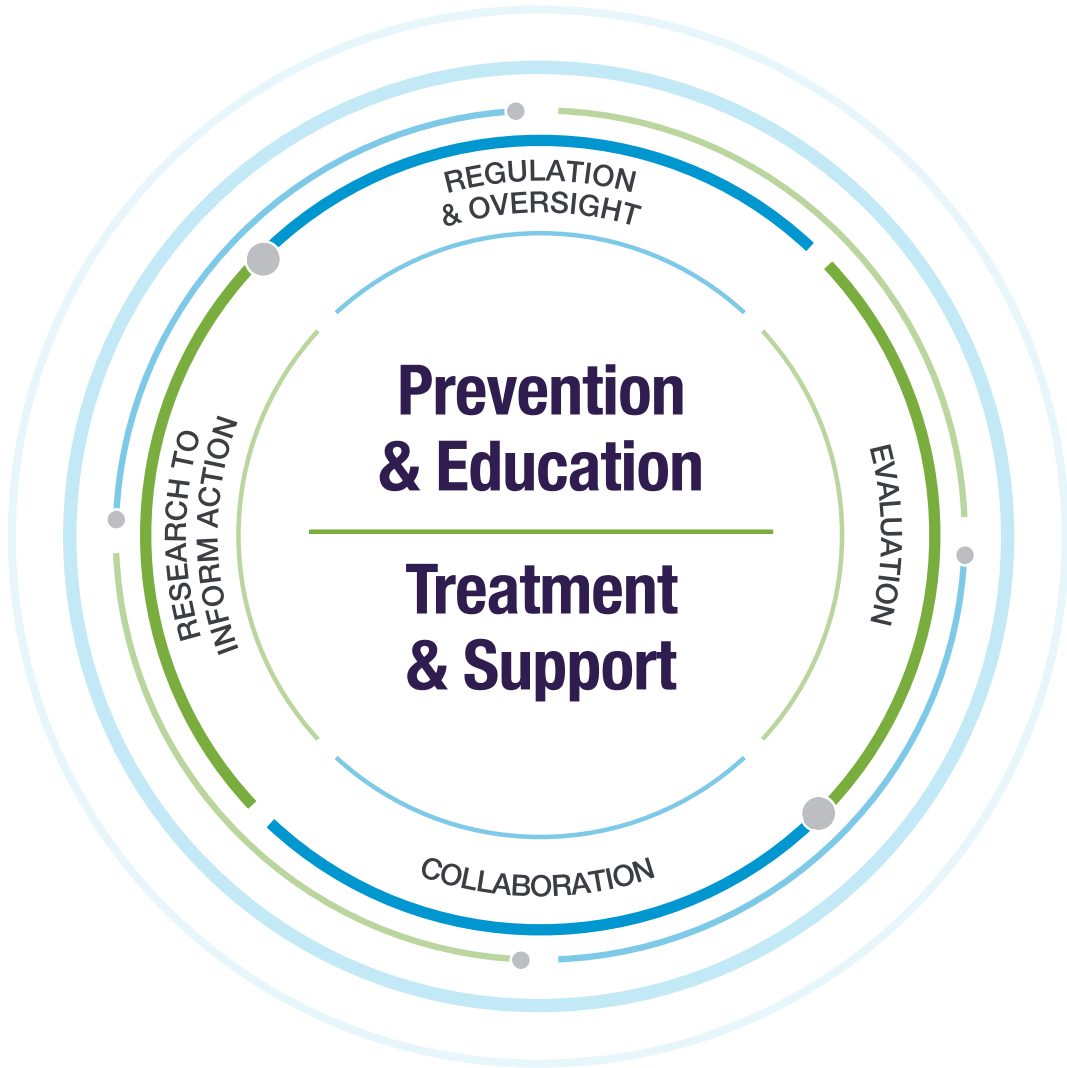 REGULATION
& OVERSIGHT
Prevention
& Education
Treatment
& Support
RESEARCH TO
INFORM ACTION
EVALUATION
COLLABORATION